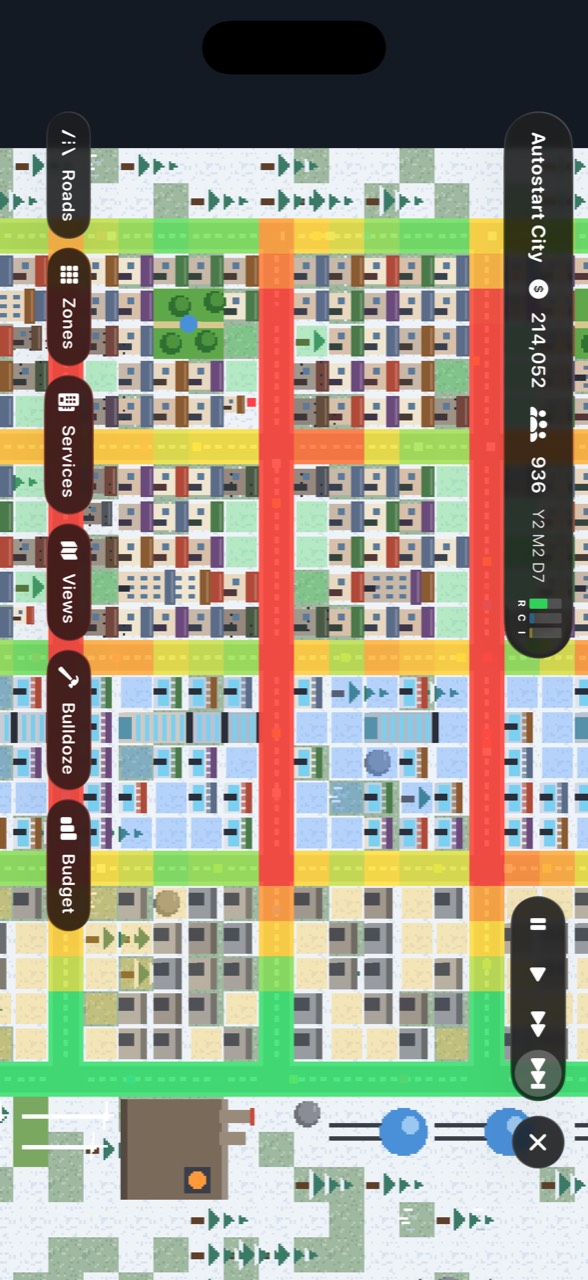 Autostart City $ 214,052 936 Y2 M2 D7
R
C
I
Roads
Zones
Services
Views
Bulldoze
Budget